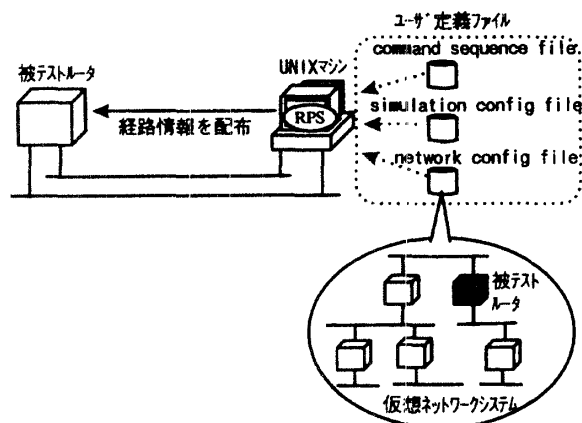 ユーザ定義ファイル
command sequence file
被テストルータ
UNIXマシン
RPS
simulation config file
経路情報を配布
network config file
被テスト
ルータ
仮想ネットワークシステム